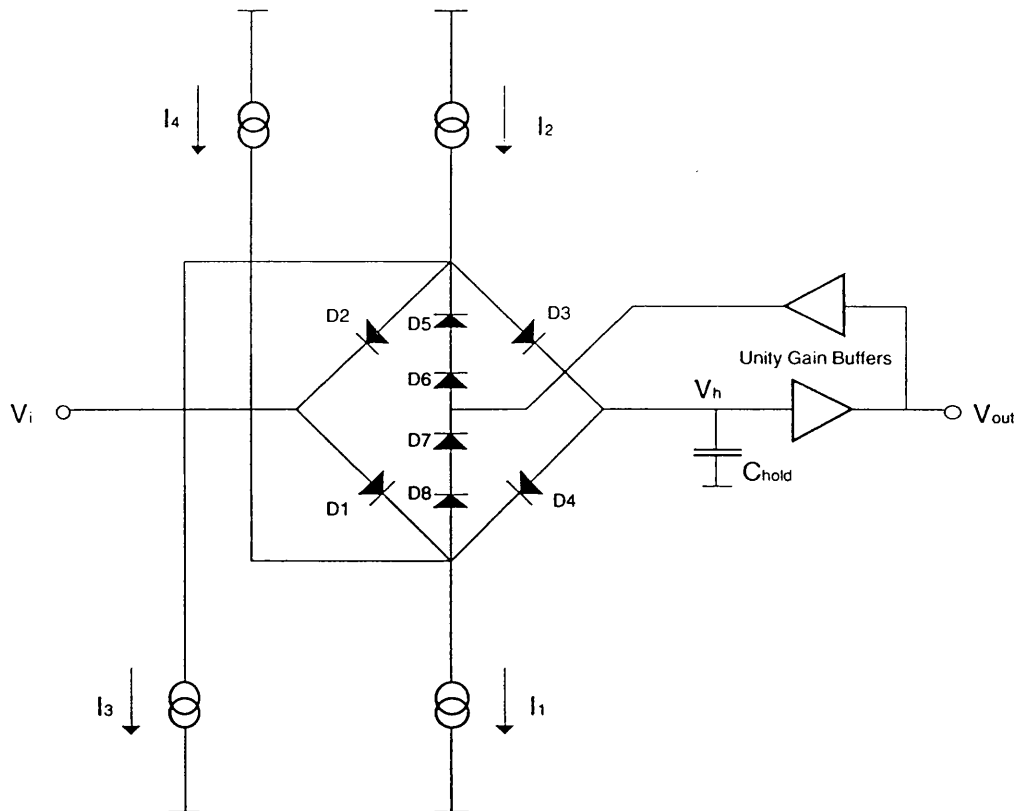 I4
I2
D2
D5
D3
D6
Unity Gain Buffers
Vi
Vh
Vout
D7
Chold
D1
D8
D4
I3
I1